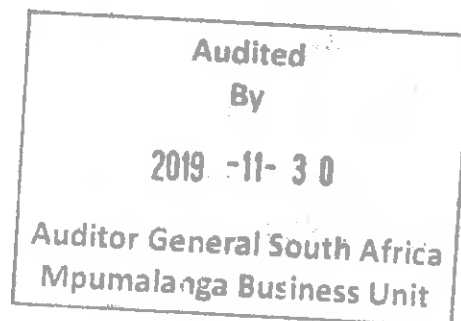 Audited
By
2019 -11- 30
Auditor General South Africa
Mpumalanga Business Unit